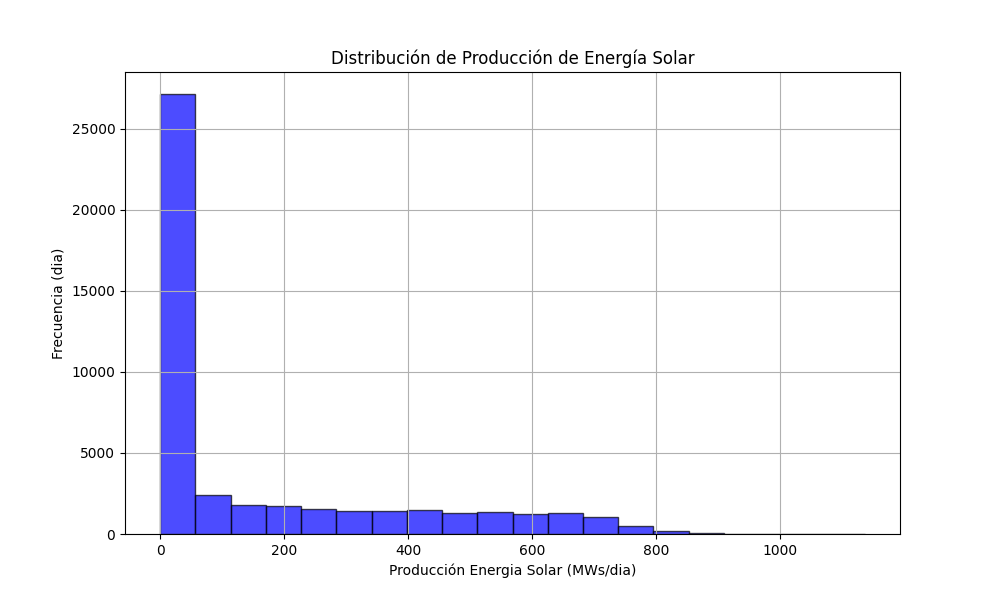 Distribución de Producción de Energía Solar
25000
20000
15000
10000
5000
0
Frecuencia (dia)
0 200 400 600 800 1000
Producción Energia Solar (MWs/dia)